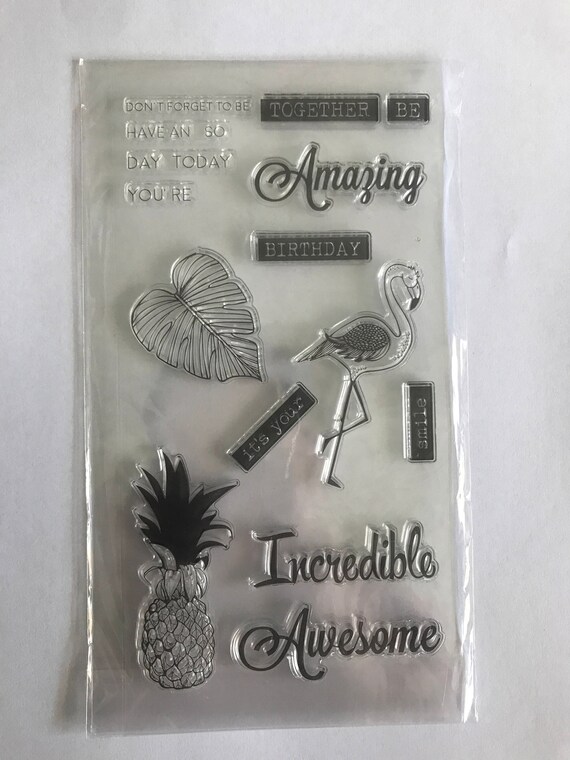 DON'T FORGET TO BE
HAVE AN SO
DAY TODAY
YOU'RE
TOGETHER BE
Amazing
BIRTHDAY
it's your
smile
Incredible
Awesome